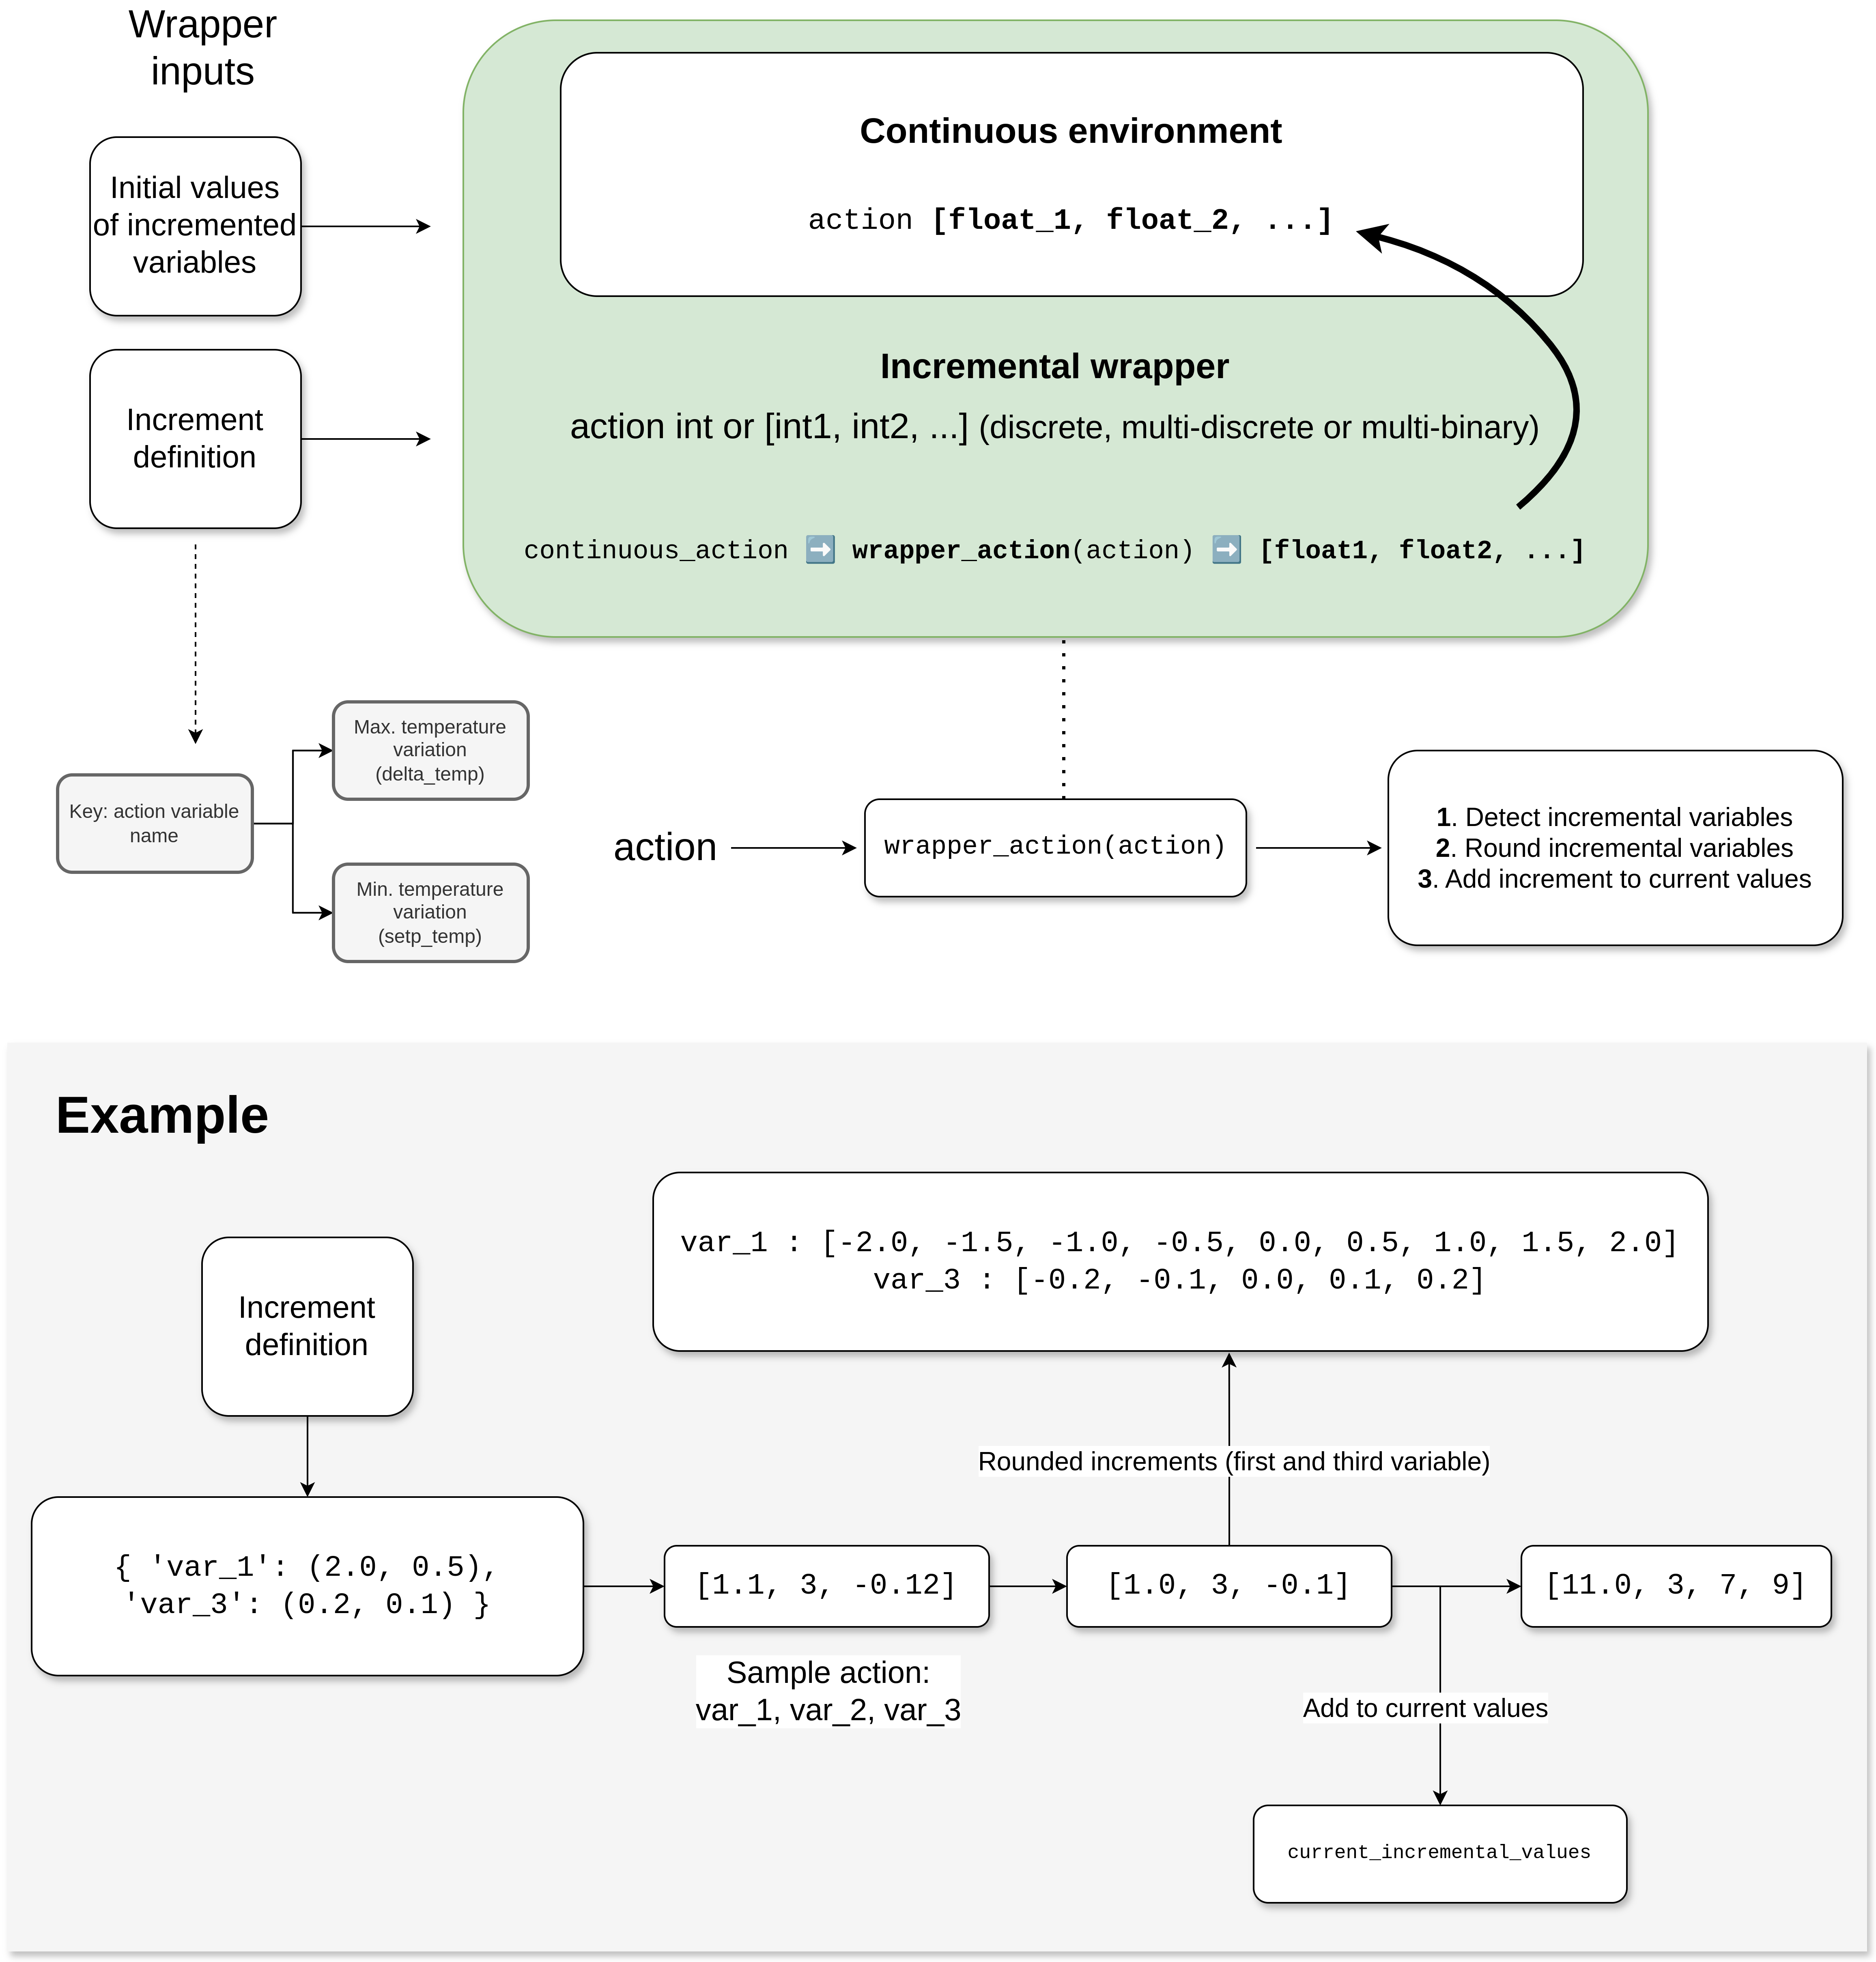 Wrapper
inputs
Initial values
of incremented
variables
Increment
definition
Continuous environment
action [float_1, float_2, ...]
Incremental wrapper
action int or [int1, int2, ...] (discrete, multi-discrete or multi-binary)
continuous_action ➡️ wrapper_action(action) ➡️ [float1, float2, ...]
Key: action variable
name
Max. temperature
variation
(delta_temp)
Min. temperature
variation
(setp_temp)
action
wrapper_action(action)
1. Detect incremental variables
2. Round incremental variables
3. Add increment to current values
Example
Increment
definition
{ 'var_1': (2.0, 0.5),
'var_3': (0.2, 0.1) }
var_1 : [-2.0, -1.5, -1.0, -0.5, 0.0, 0.5, 1.0, 1.5, 2.0]
var_3 : [-0.2, -0.1, 0.0, 0.1, 0.2]
Rounded increments (first and third variable)
[1.1, 3, -0.12]
Sample action:
var_1, var_2, var_3
[1.0, 3, -0.1]
[11.0, 3, 7, 9]
Add to current values
current_incremental_values